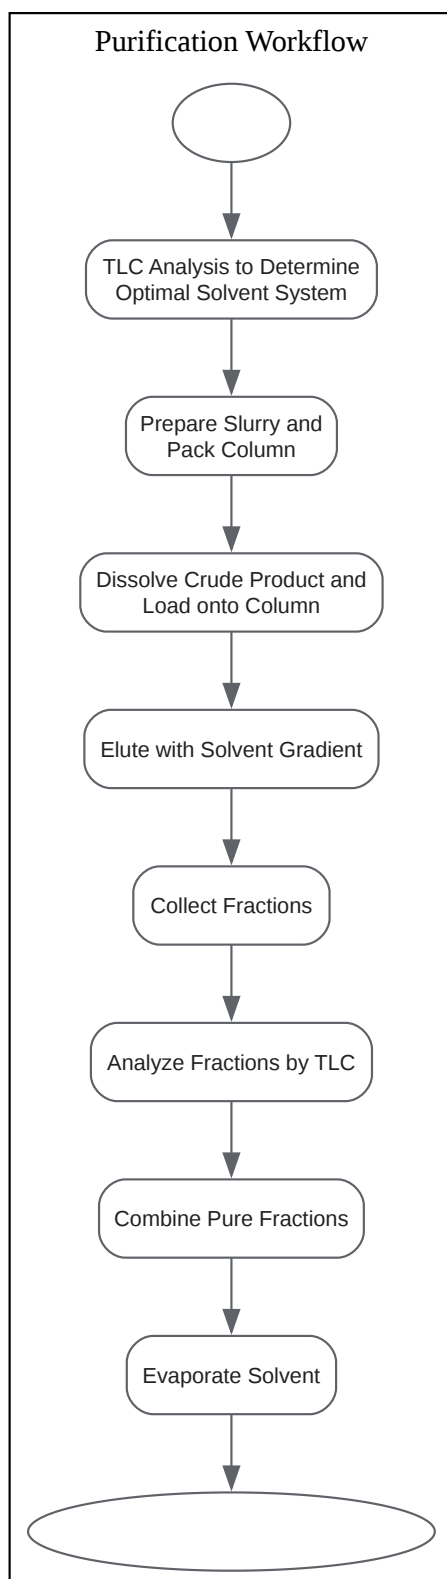 Purification Workflow
TLC Analysis to Determine
Optimal Solvent System
Prepare Slurry and
Pack Column
Dissolve Crude Product and
Load onto Column
Elute with Solvent Gradient
Collect Fractions
Analyze Fractions by TLC
Combine Pure Fractions
Evaporate Solvent